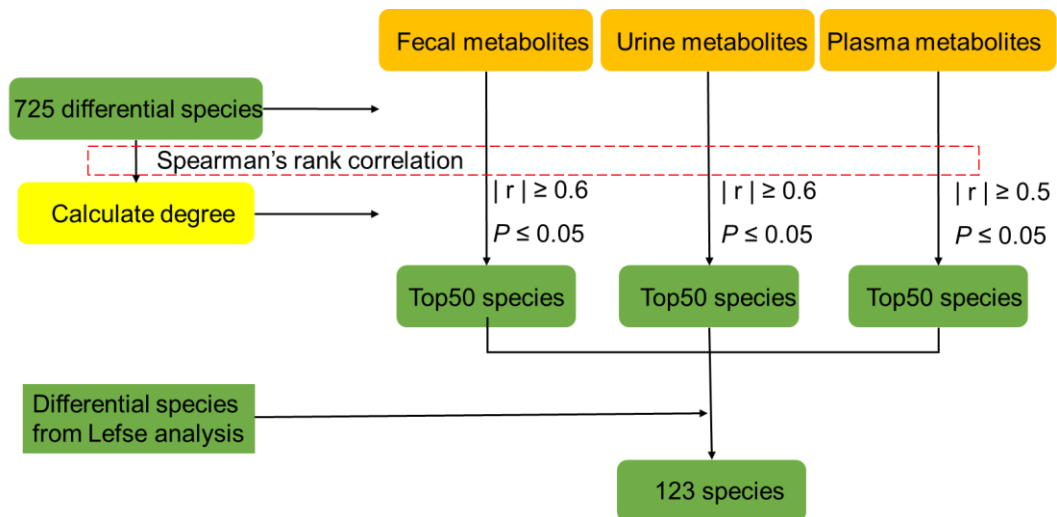 Fecal metabolites
Urine metabolites
Plasma metabolites
725 differential species
Spearman's rank correlation
Calculate degree
| r | ≥ 0.6
P ≤ 0.05
| r | ≥ 0.6
P ≤ 0.05
| r | ≥ 0.5
P ≤ 0.05
Top50 species
Top50 species
Top50 species
Differential species
from Lefse analysis
123 species